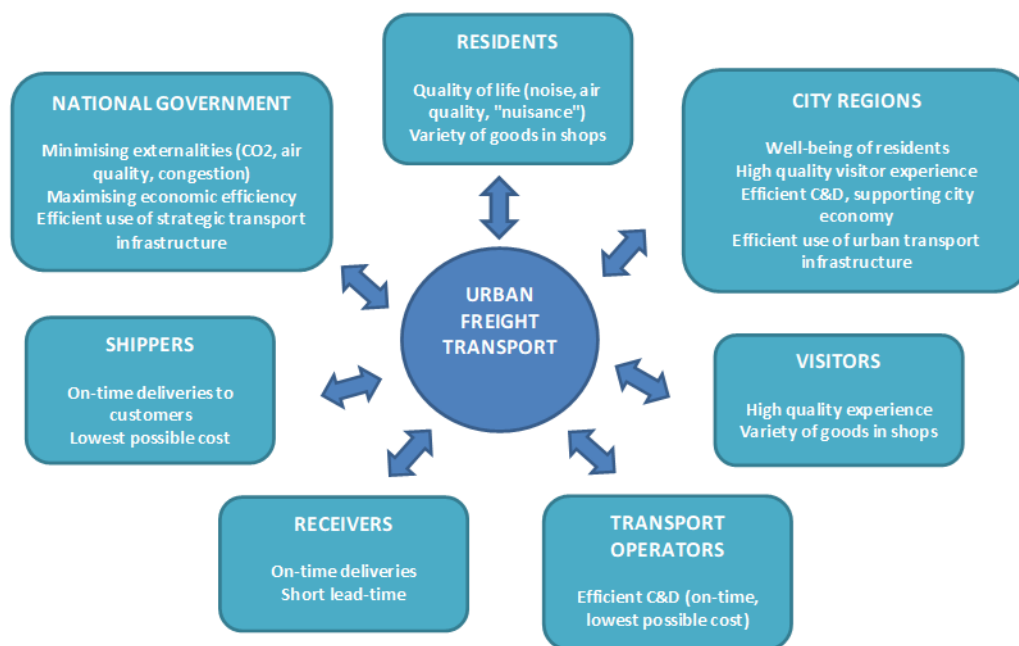 RESIDENTS
Quality of life (noise, air
quality, "nuisance")
Variety of goods in shops
NATIONAL GOVERNMENT
Minimising externalities (CO2, air
quality, congestion)
Maximising economic efficiency
Efficient use of strategic transport
infrastructure
CITY REGIONS
Well-being of residents
High quality visitor experience
Efficient C&D, supporting city
economy
Efficient use of urban transport
infrastructure
URBAN
FREIGHT
TRANSPORT
SHIPPERS
On-time deliveries to
customers
Lowest possible cost
VISITORS
High quality experience
Variety of goods in shops
RECEIVERS
On-time deliveries
Short lead-time
TRANSPORT
OPERATORS
Efficient C&D (on-time,
lowest possible cost)